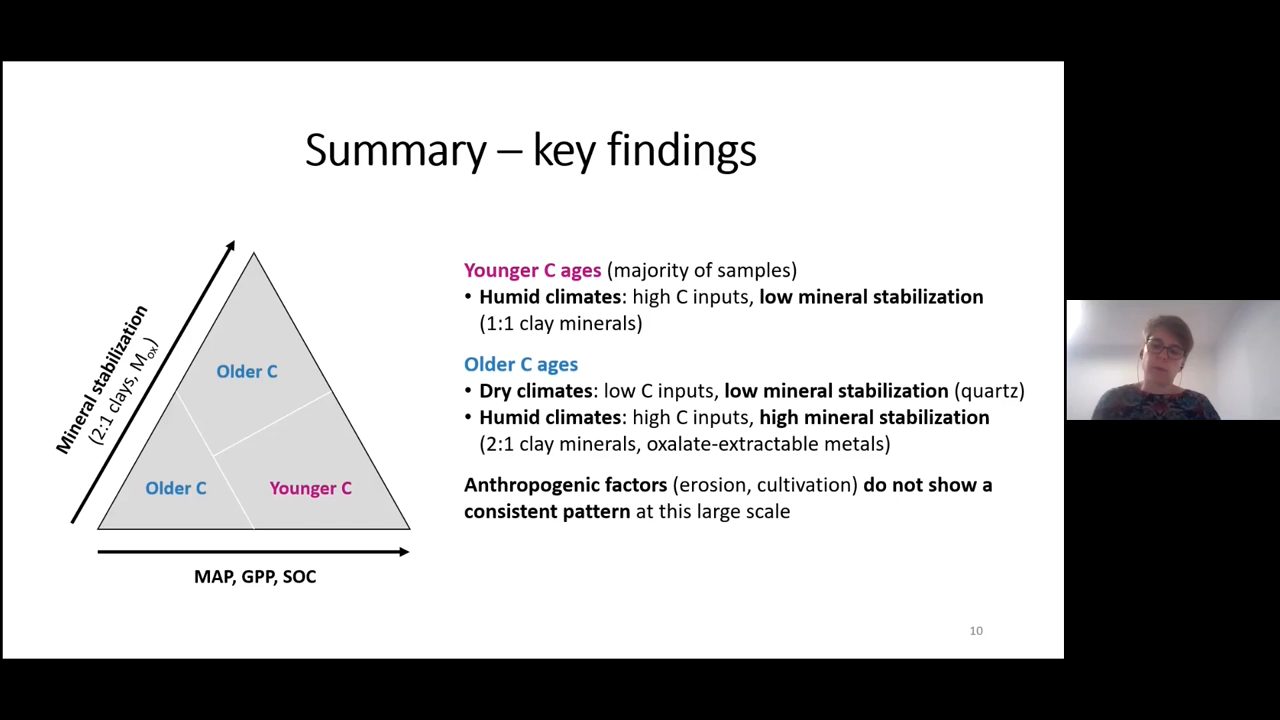 Summary – key findings
Mineral stabilization
(2:1 clays, Mox)
Older C
Older C
Younger C
MAP, GPP, SOC
Younger C ages (majority of samples)
• Humid climates: high C inputs, low mineral stabilization
(1:1 clay minerals)
Older C ages
• Dry climates: low C inputs, low mineral stabilization (quartz)
• Humid climates: high C inputs, high mineral stabilization
(2:1 clay minerals, oxalate-extractable metals)
Anthropogenic factors (erosion, cultivation) do not show a
consistent pattern at this large scale
10